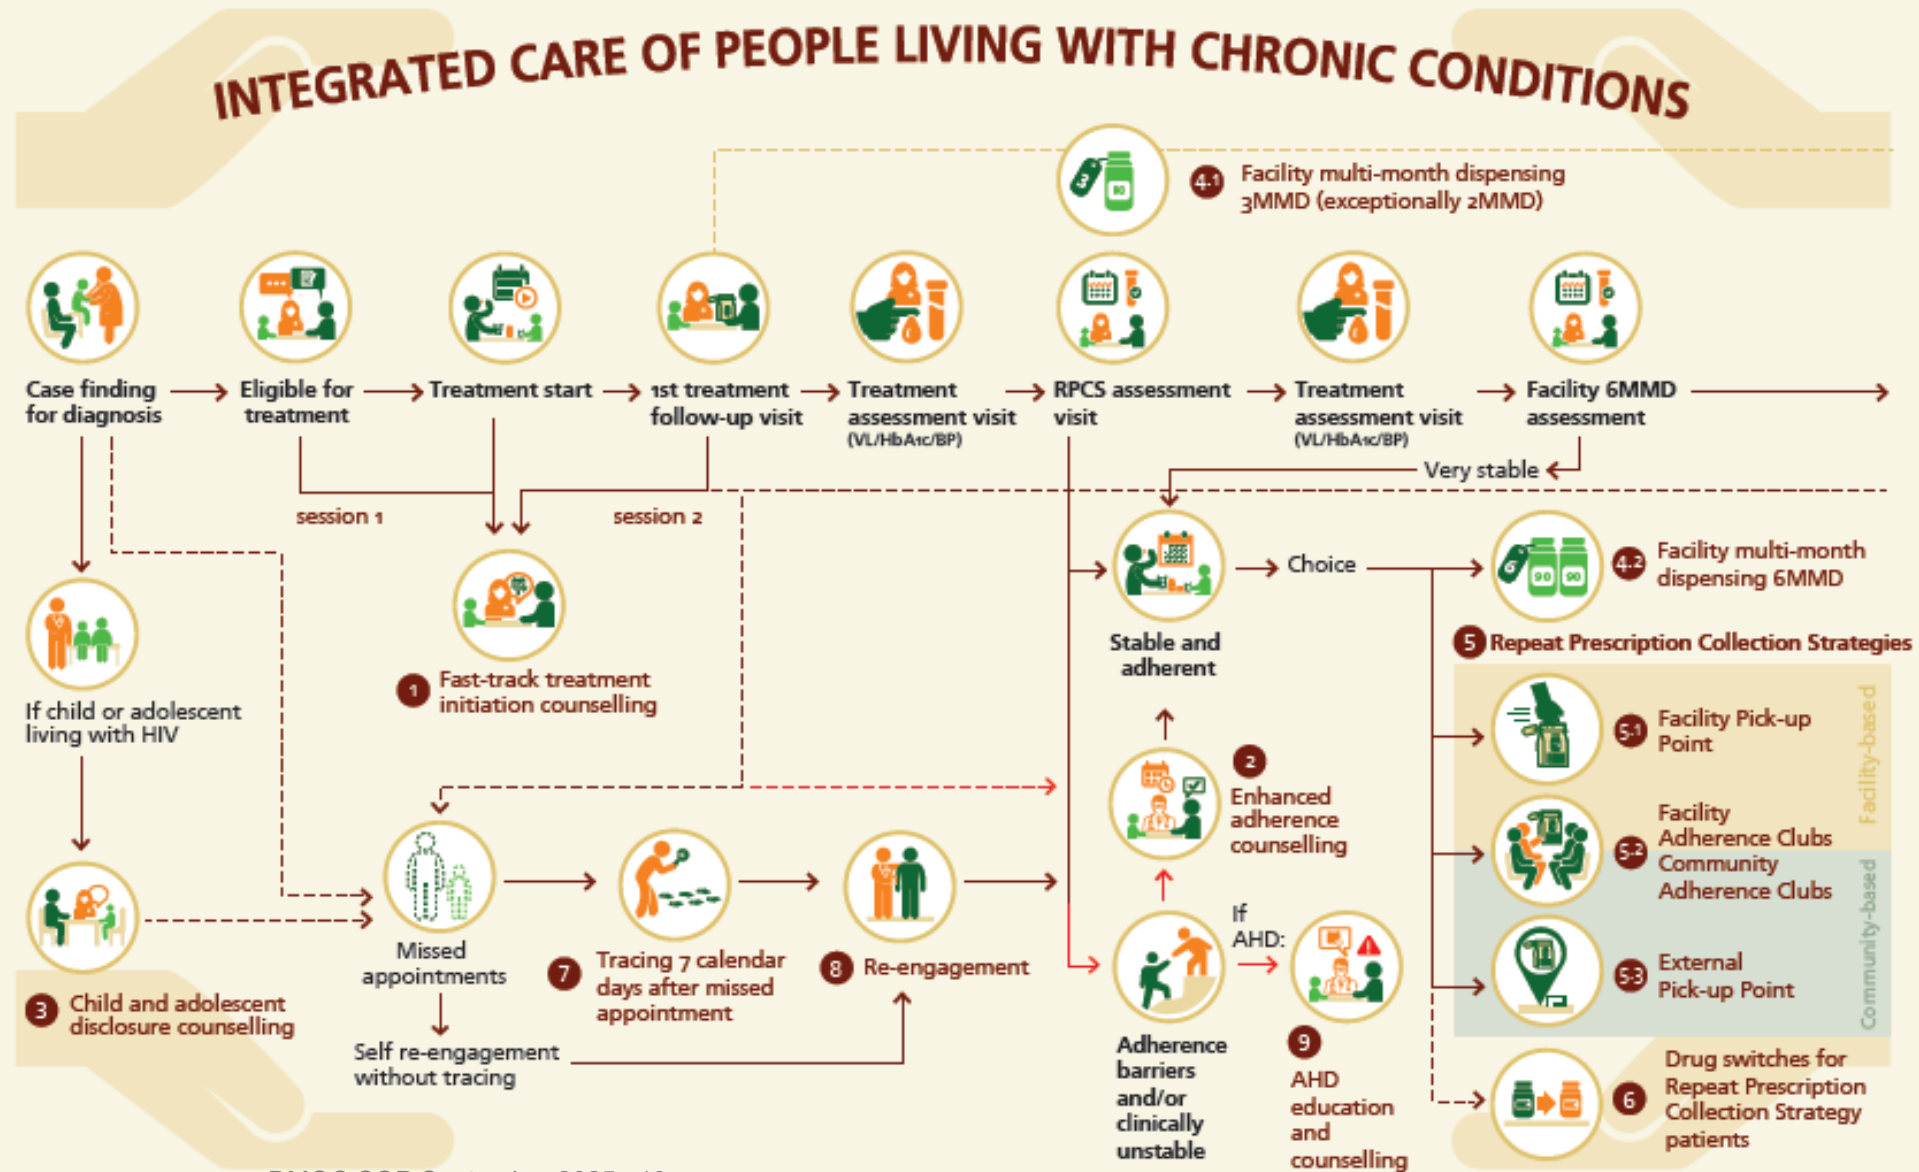 INTEGRATED CARE OF PEOPLE LIVING WITH CHRONIC CONDITIONS
3
90
4.1
Facility multi-month dispensing
3MMD (exceptionally 2MMD)
Case finding
for diagnosis
Eligible for
treatment
Treatment start
1st treatment
follow-up visit
Treatment
assessment visit
(VL/HbA1c/BP)
RPCS assessment
visit
Treatment
assessment visit
(VL/HbA1c/BP)
Facility 6MMD
assessment
Very stable
session 1
session 2
Choice
6
90
90
4.2
Facility multi-month
dispensing 6MMD
Stable and
adherent
5
Repeat Prescription Collection Strategies
1
Fast-track treatment
initiation counselling
If child or adolescent
living with HIV
5.1
Facility Pick-up
Point
Facility-based
2
Enhanced
adherence
counselling
5.2
Facility
Adherence Clubs
Community
Adherence Clubs
Community-based
If
AHD:
Missed
appointments
7
Tracing 7 calendar
days after missed
appointment
8
Re-engagement
5.3
External
Pick-up Point
3
Child and adolescent
disclosure counselling
Self re-engagement
without tracing
Adherence
barriers
and/or
clinically
unstable
9
AHD
education
and
counselling
6
Drug switches for
Repeat Prescription
Collection Strategy
patients